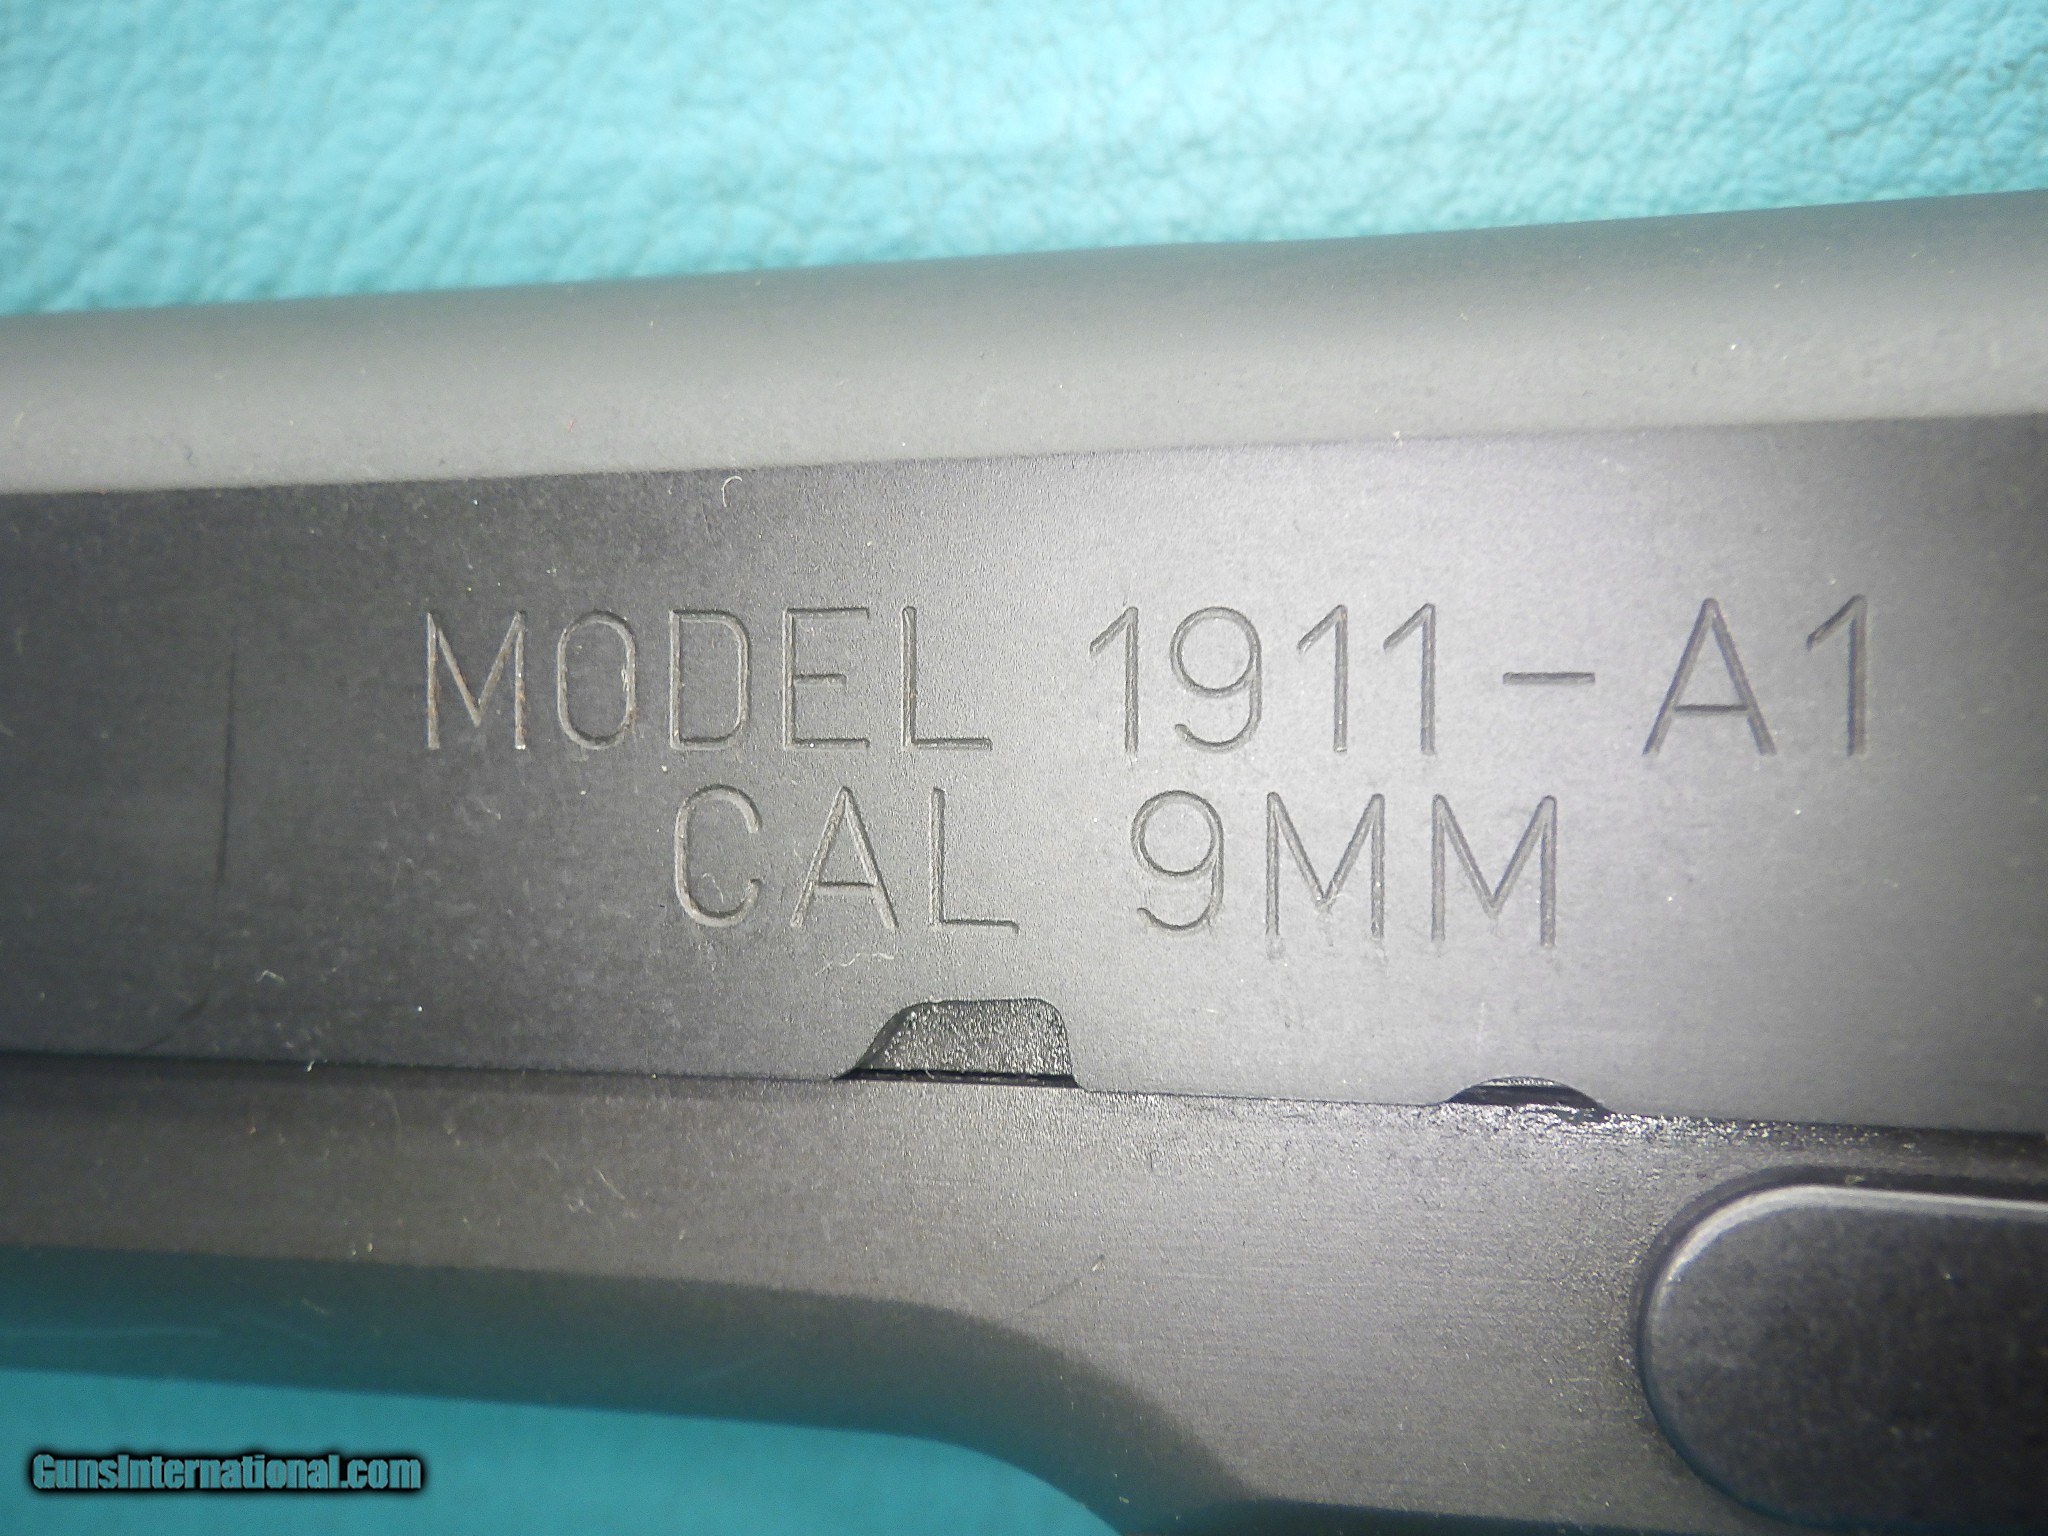 MODEL 1911-A1
CAL 9MM
GunsInternational.com